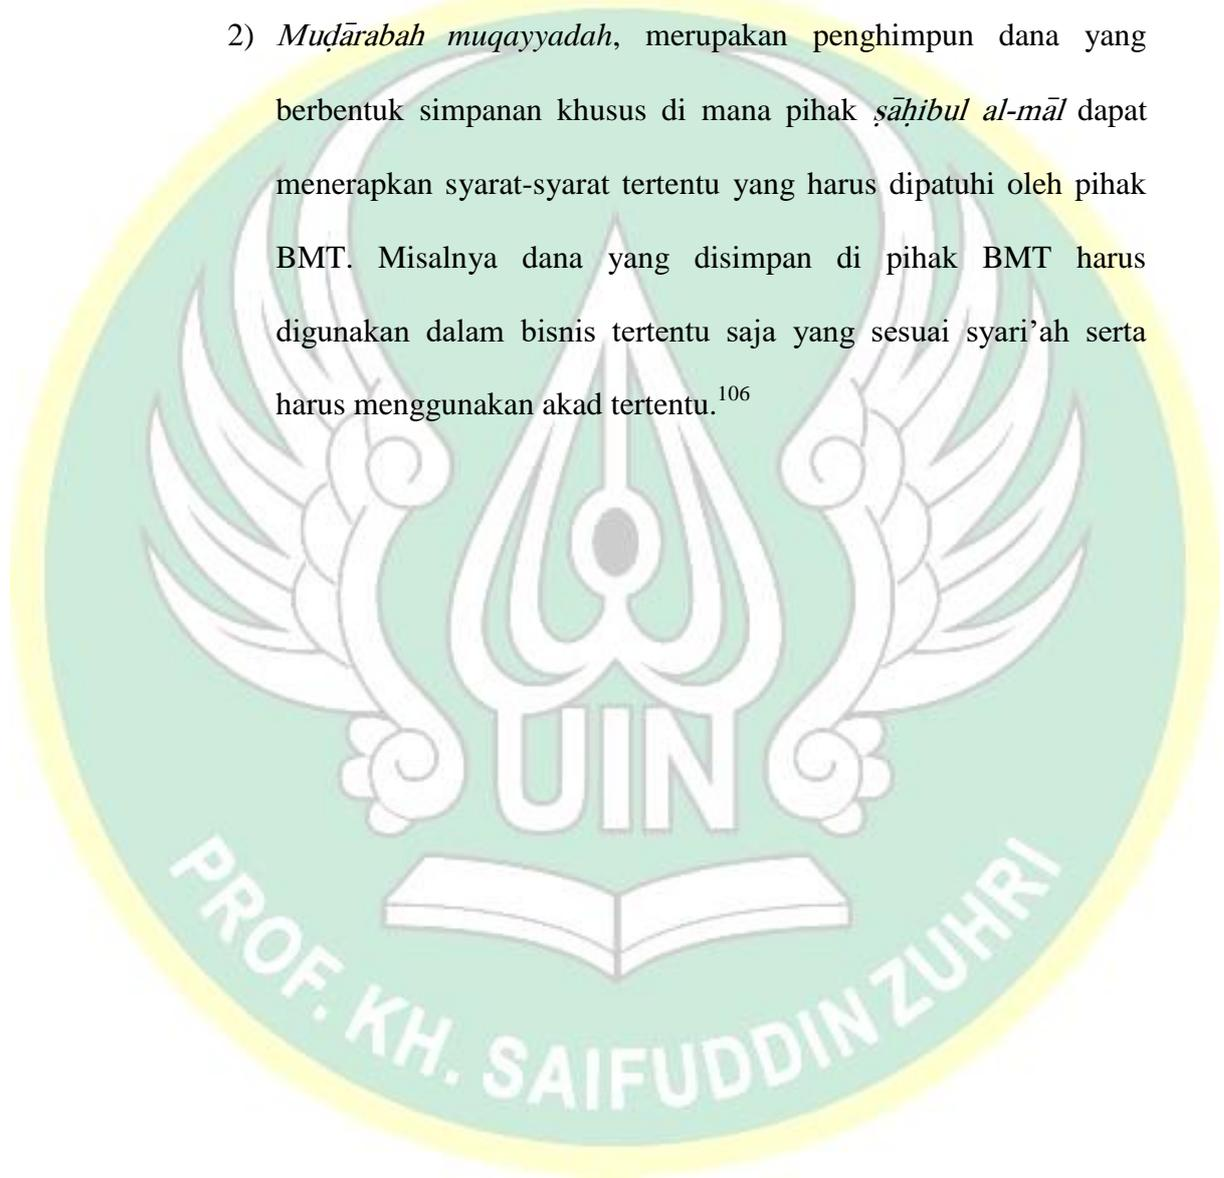 2) Muḍārabah muqayyadah, merupakan penghimpun dana yang
berbentuk simpanan khusus di mana pihak ṣāḥibul al-māl dapat
menerapkan syarat-syarat tertentu yang harus dipatuhi oleh pihak
BMT. Misalnya dana yang disimpan di pihak BMT harus
digunakan dalam bisnis tertentu saja yang sesuai syari’ah serta
harus menggunakan akad tertentu.106
UIN
PROF. KH. SAIFUDDIN ZUHRI